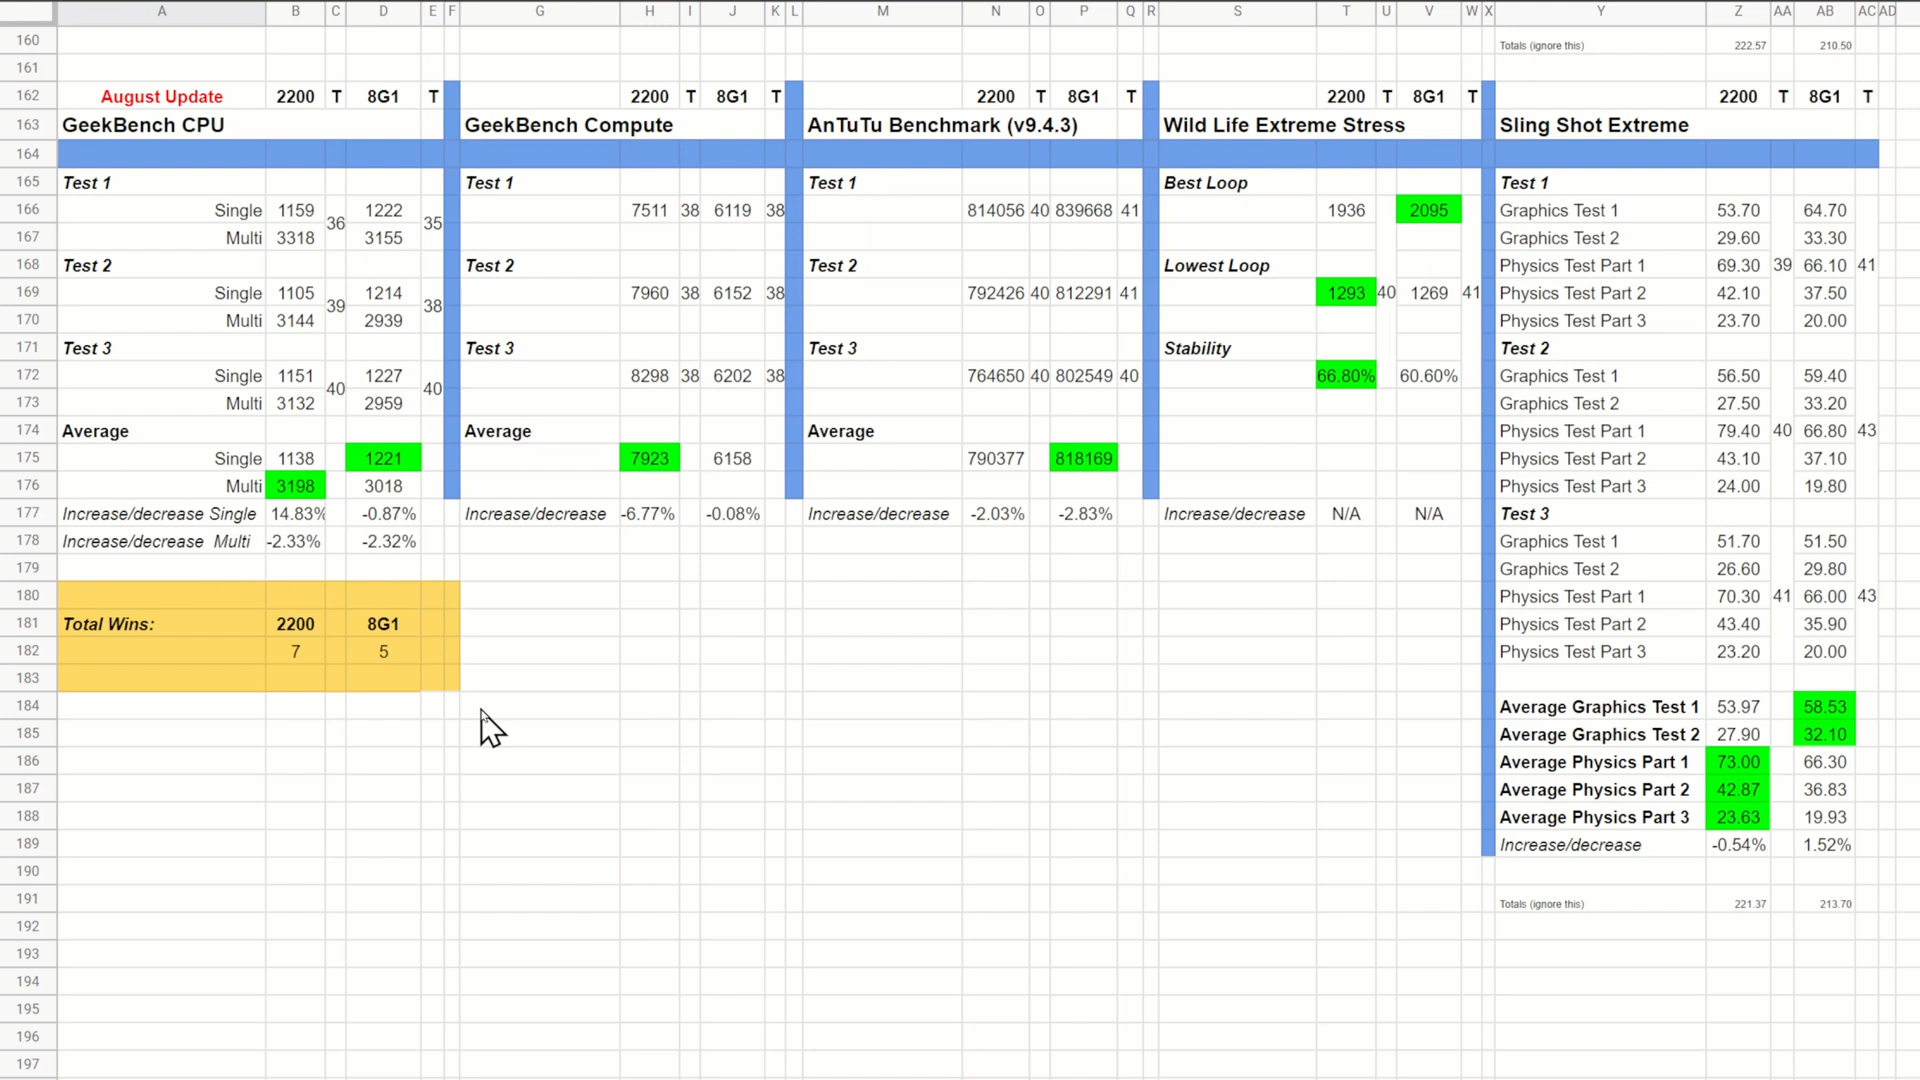 A B C D E F G H I J K L M N O P Q R S T U V W X Y Z AA AB AC AD
160 Totals (ignore this) 222.57 210.50
161
162 August Update 2200 T 8G1 T 2200 T 8G1 T 2200 T 8G1 T 2200 T 8G1 T 2200 T 8G1 T
163 GeekBench CPU GeekBench Compute AnTuTu Benchmark (v9.4.3) Wild Life Extreme Stress Sling Shot Extreme
164
165 Test 1 Test 1 Test 1 Best Loop Test 1
166 Single 1159 36 1222 35 7511 38 6119 38 814056 40 839668 41 1936 2095 Graphics Test 1 53.70 64.70
167 Multi 3318 3155 Graphics Test 2 29.60 33.30
168 Test 2 Test 2 Test 2 Lowest Loop Physics Test Part 1 69.30 39 66.10 41
169 Single 1105 39 1214 38 7960 38 6152 38 792426 40 812291 41 1293 40 1269 41 Physics Test Part 2 42.10 37.50
170 Multi 3144 2939 Physics Test Part 3 23.70 20.00
171 Test 3 Test 3 Test 3 Stability Test 2
172 Single 1151 40 1227 40 8298 38 6202 38 764650 40 802549 40 66.80% 60.60% Graphics Test 1 56.50 59.40
173 Multi 3132 2959 Graphics Test 2 27.50 33.20
174 Average Average Average Physics Test Part 1 79.40 40 66.80 43
175 Single 1138 1221 7923 6158 790377 818169 Physics Test Part 2 43.10 37.10
176 Multi 3198 3018 Physics Test Part 3 24.00 19.80
177 Increase/decrease Single 14.83% -0.87% Increase/decrease -6.77% -0.08% Increase/decrease -2.03% -2.83% Increase/decrease N/A N/A Test 3
178 Increase/decrease Multi -2.33% -2.32% Graphics Test 1 51.70 51.50
179 Graphics Test 2 26.60 29.80
180 Physics Test Part 1 70.30 41 66.00 43
181 Total Wins: 2200 8G1 Physics Test Part 2 43.40 35.90
182 7 5 Physics Test Part 3 23.20 20.00
183
184 Average Graphics Test 1 53.97 58.53
185 Average Graphics Test 2 27.90 32.10
186 Average Physics Part 1 73.00 66.30
187 Average Physics Part 2 42.87 36.83
188 Average Physics Part 3 23.63 19.93
189 Increase/decrease -0.54% 1.52%
190
191 Totals (ignore this) 221.37 213.70
192
193
194
195
196
197